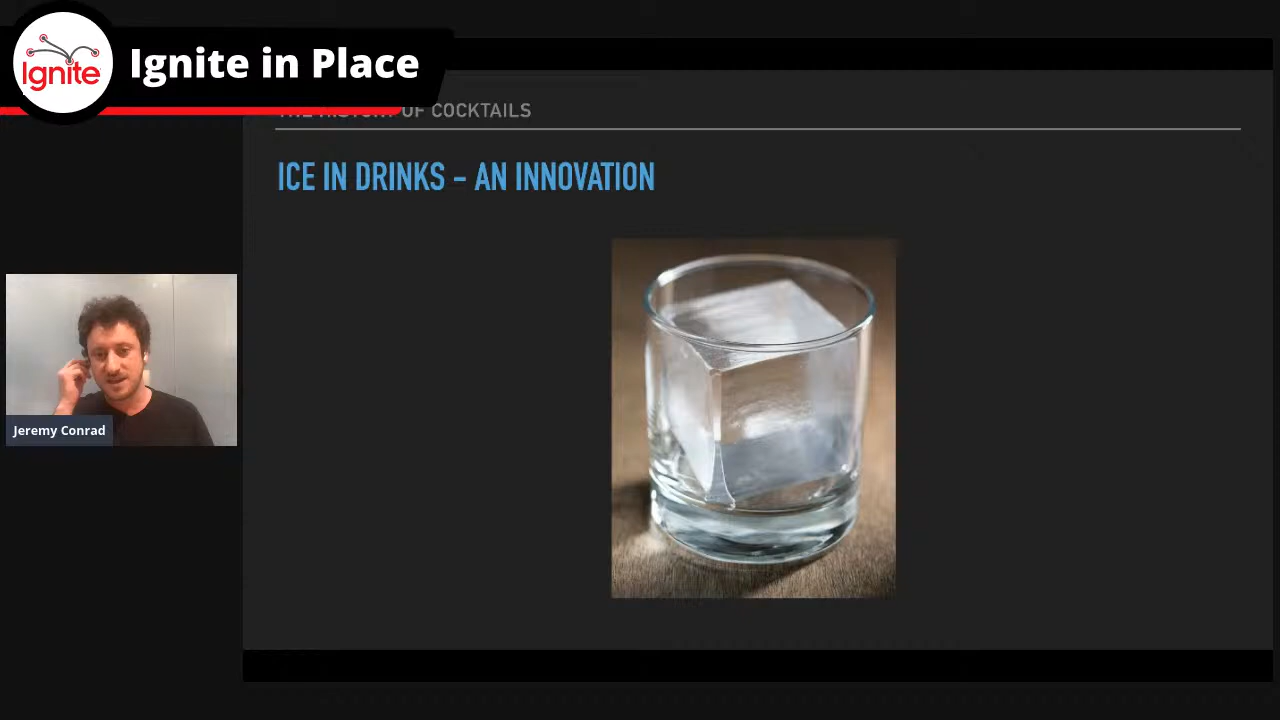 Ignite
Ignite in Place
THE HISTORY OF COCKTAILS
ICE IN DRINKS - AN INNOVATION
Jeremy Conrad